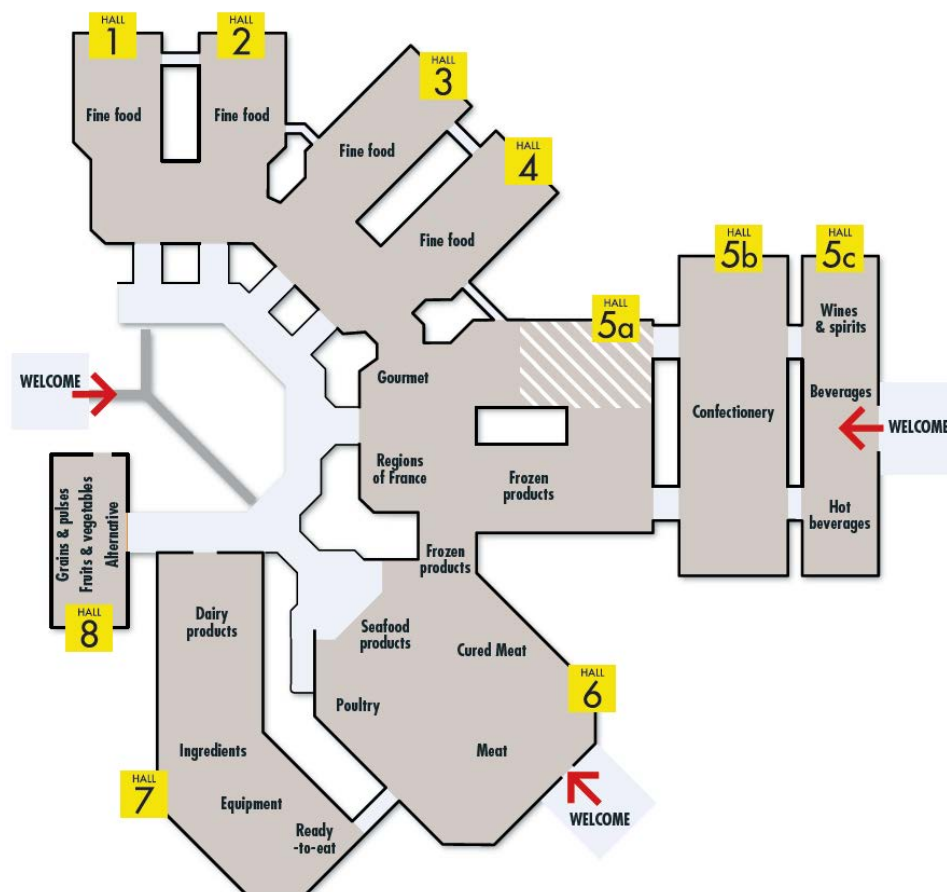 HALL
1
HALL
2
HALL
3
HALL
4
Fine food
Fine food
Fine food
Fine food
HALL
5a
HALL
5b
HALL
5c
Wines
& spirits
WELCOME
Gourmet
Confectionery
Beverages
WELCOME
Regions
of France
Frozen
products
Hot
beverages
Grains & pulses
Fruits & vegetables
Alternative
HALL
8
Frozen
products
Dairy
products
Seafood
products
Cured Meat
HALL
6
Poultry
Meat
Ingredients
HALL
7
Equipment
Ready
-to-eat
WELCOME